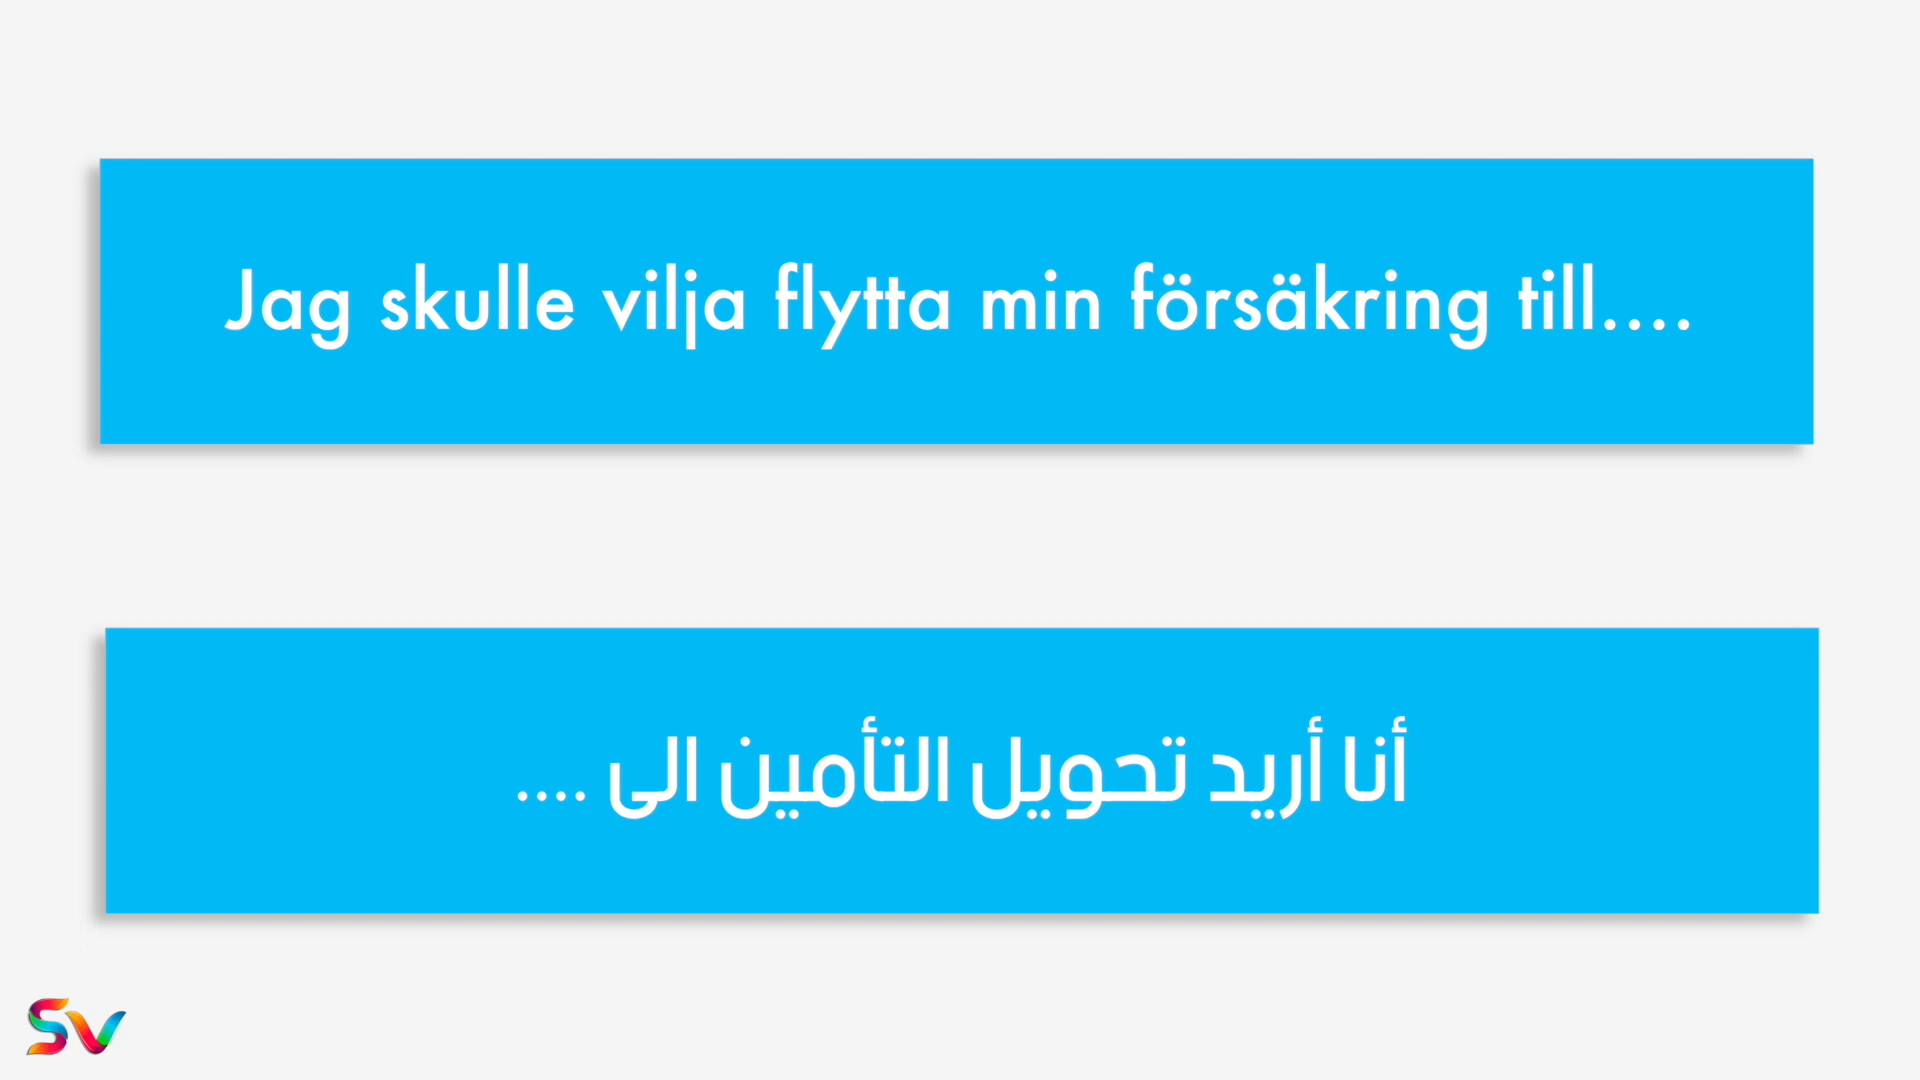 Jag skulle vilja flytta min försäkring till....
أنا أريد تحويل التأمين الى ....
SV